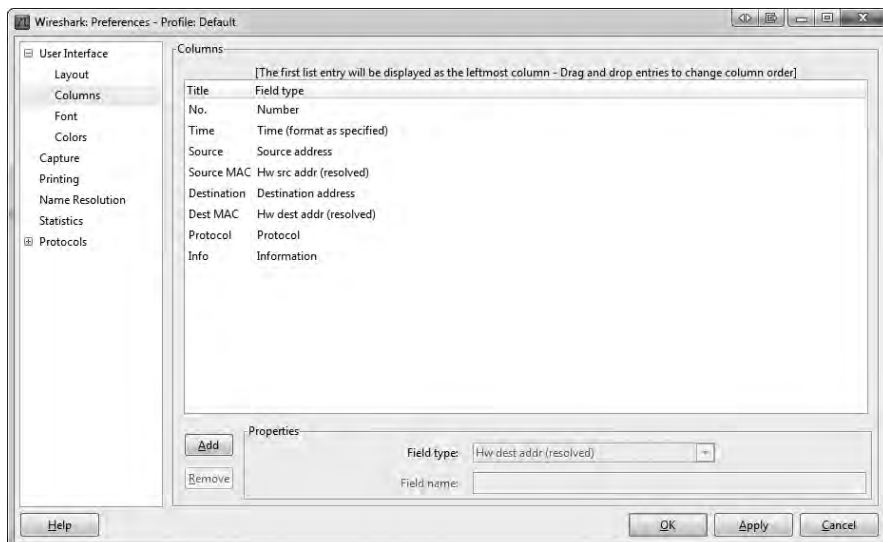 Wireshark: Preferences - Profile: Default
User Interface
Layout
Columns
Font
Colors
Capture
Printing
Name Resolution
Statistics
Protocols
Columns
[The first list entry will be displayed as the leftmost column - Drag and drop entries to change column order]
Title Field type
No. Number
Time Time (format as specified)
Source Source address
Source MAC Hw src addr (resolved)
Destination Destination address
Dest MAC Hw dest addr (resolved)
Protocol Protocol
Info Information
Add
Remove
Properties
Field type: Hw dest addr (resolved)
Field name:
Help
OK
Apply
Cancel